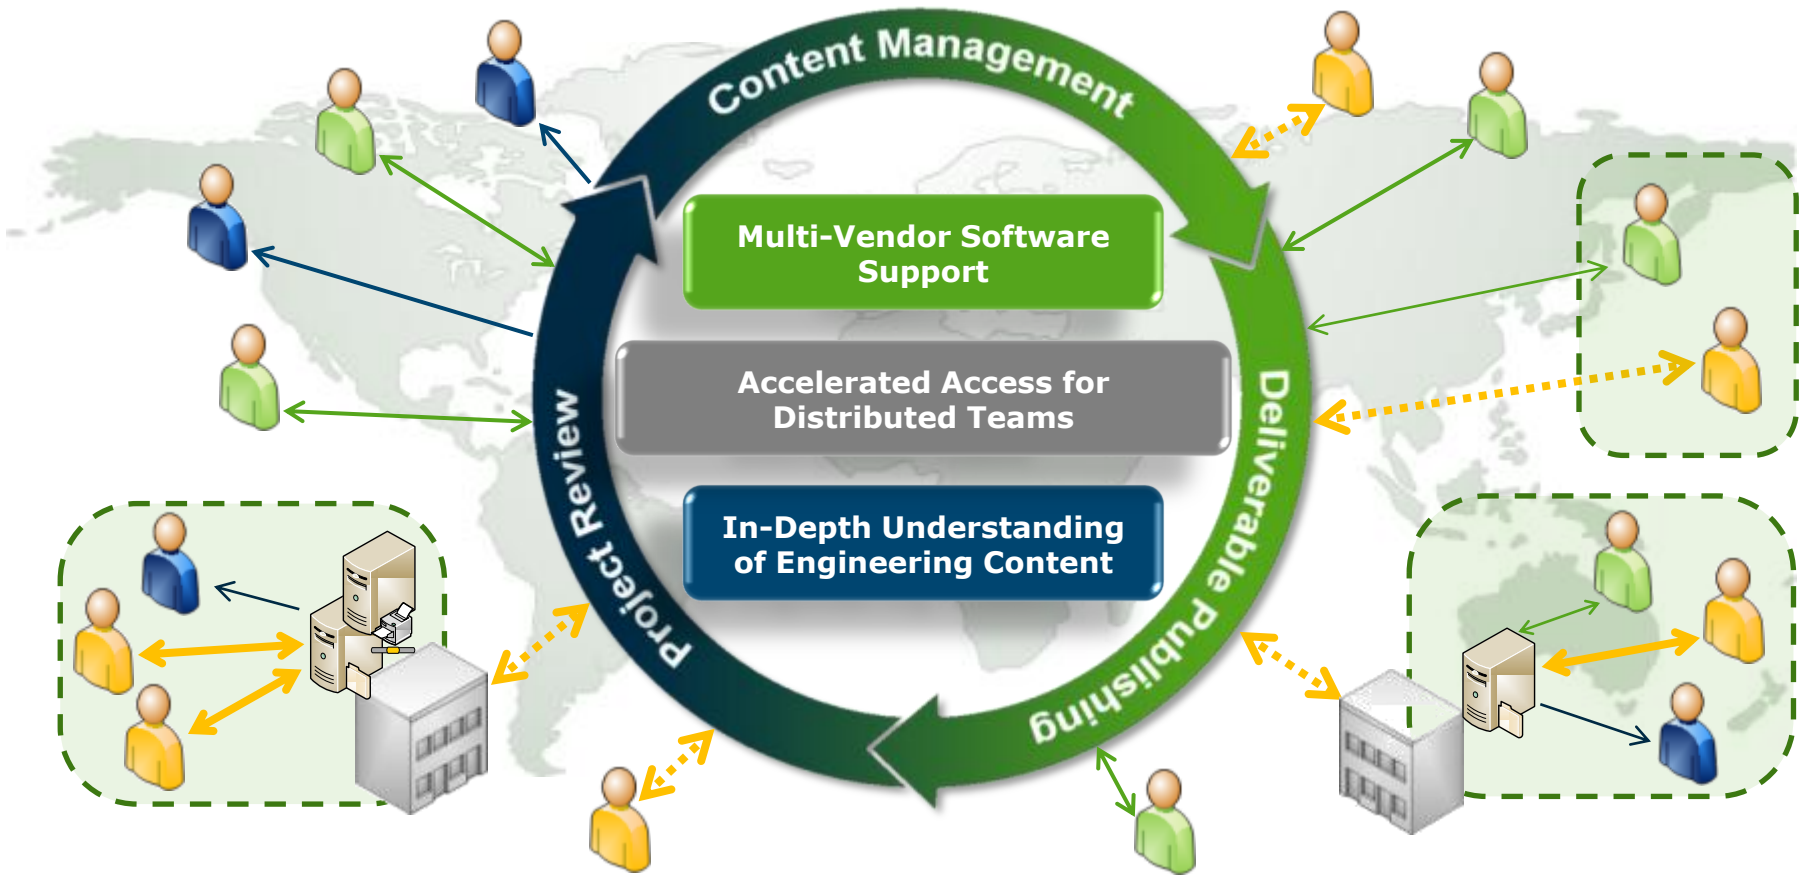 Content Management
Multi-Vendor Software
Support
Accelerated Access for
Distributed Teams
In-Depth Understanding
of Engineering Content
Deliverable Publishing
Project Review